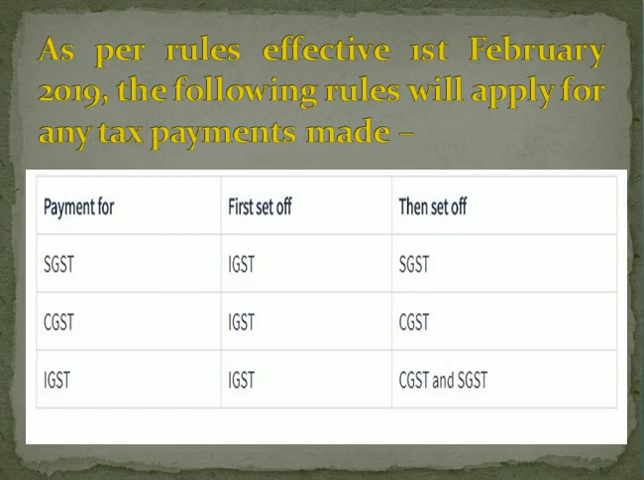 As per rules effective 1st February
2019, the following rules will apply for
any tax payments made –
Payment for First set off Then set off
SGST IGST SGST
CGST IGST CGST
IGST IGST CGST and SGST